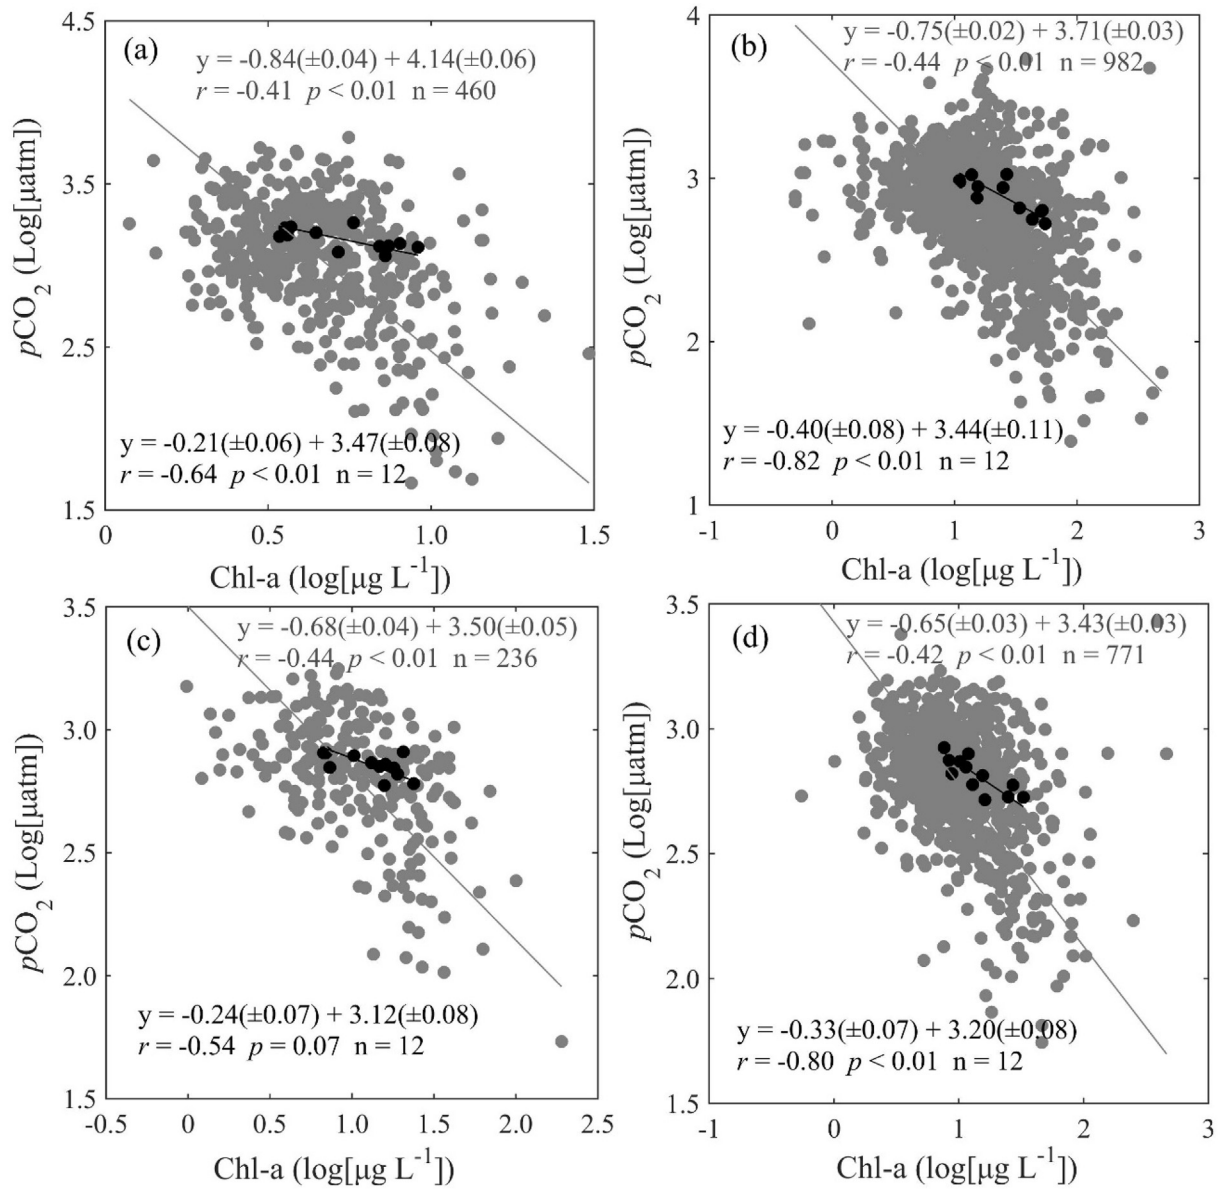 4.5
4.0
3.5
3.0
2.5
2.0
1.5
pCO2 (Log[μatm])
(a)
y = -0.84(±0.04) + 4.14(±0.06)
r = -0.41 p < 0.01 n = 460
y = -0.21(±0.06) + 3.47(±0.08)
r = -0.64 p < 0.01 n = 12
0 0.5 1.0 1.5
Chl-a (log[μg L-1])
4
3
2
1
pCO2 (Log[μatm])
(b)
y = -0.75(±0.02) + 3.71(±0.03)
r = -0.44 p < 0.01 n = 982
y = -0.40(±0.08) + 3.44(±0.11)
r = -0.82 p < 0.01 n = 12
-1 0 1 2 3
Chl-a (log[μg L-1])
3.5
3.0
2.5
2.0
1.5
pCO2 (Log[μatm])
(c)
y = -0.68(±0.04) + 3.50(±0.05)
r = -0.44 p < 0.01 n = 236
y = -0.24(±0.07) + 3.12(±0.08)
r = -0.54 p = 0.07 n = 12
-0.5 0 0.5 1.0 1.5 2.0 2.5
Chl-a (log[μg L-1])
3.5
3.0
2.5
2.0
1.5
pCO2 (Log[μatm])
(d)
y = -0.65(±0.03) + 3.43(±0.03)
r = -0.42 p < 0.01 n = 771
y = -0.33(±0.07) + 3.20(±0.08)
r = -0.80 p < 0.01 n = 12
-1 0 1 2 3
Chl-a (log[μg L-1])